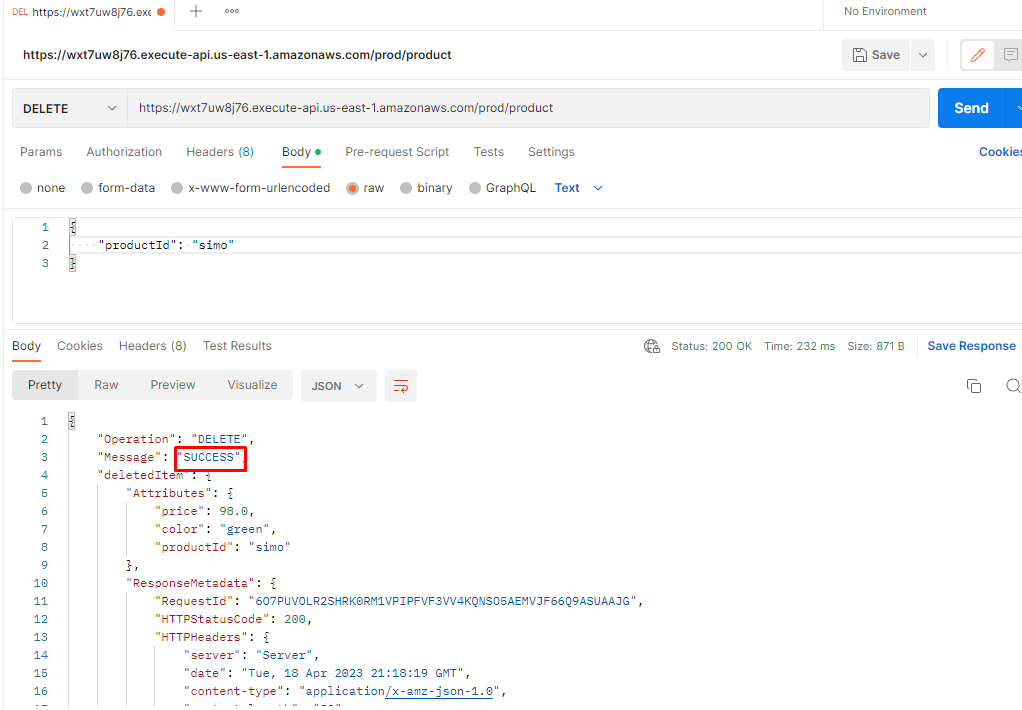 DEL https://wxt7uw8j76.exe
No Environment
https://wxt7uw8j76.execute-api.us-east-1.amazonaws.com/prod/product
Save
DELETE https://wxt7uw8j76.execute-api.us-east-1.amazonaws.com/prod/product Send
Params Authorization Headers (8) Body Pre-request Script Tests Settings Cookies
none form-data x-www-form-urlencoded raw binary GraphQL Text
1 {
2 "productId": "simo"
3 }
Body Cookies Headers (8) Test Results Status: 200 OK Time: 232 ms Size: 871 B Save Response
Pretty Raw Preview Visualize JSON
1 {
2 "Operation": "DELETE",
3 "Message": "SUCCESS",
4 "deletedItem": {
5 "Attributes": {
6 "price": 98.0,
7 "color": "green",
8 "productId": "simo"
9 },
10 "ResponseMetadata": {
11 "RequestId": "6O7PUVOLR2SHRK0RM1VPIPFVF3VV4KQNSO5AEMVJF66Q9ASUAAJG",
12 "HTTPStatusCode": 200,
13 "HTTPHeaders": {
14 "server": "Server",
15 "date": "Tue, 18 Apr 2023 21:18:19 GMT",
16 "content-type": "application/x-amz-json-1.0",